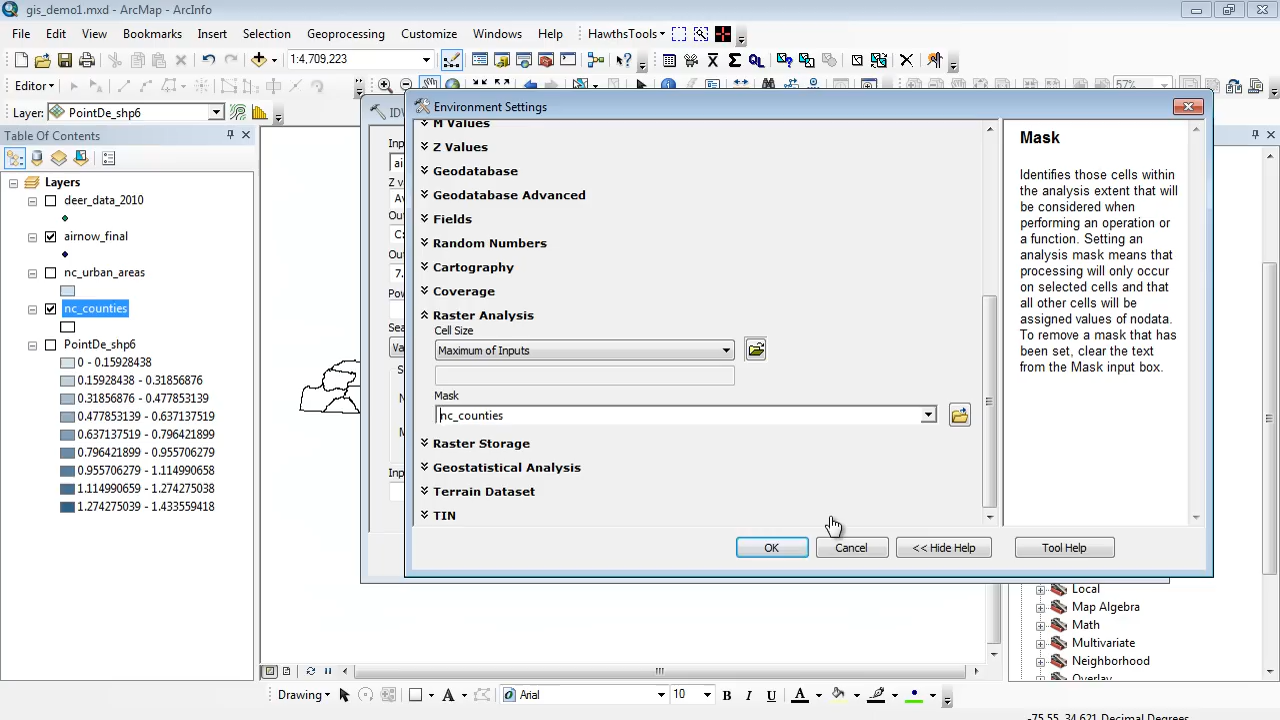 gis_demo1.mxd - ArcMap - ArcInfo
File Edit View Bookmarks Insert Selection Geoprocessing Customize Windows Help HawthsTools
1:4,709,223
Editor
57%
Layer: PointDe_shp6
Table Of Contents
Layers
deer_data_2010
airnow_final
nc_urban_areas
nc_counties
PointDe_shp6
0 - 0.15928438
0.15928438 - 0.31856876
0.31856876 - 0.477853139
0.477853139 - 0.637137519
0.637137519 - 0.796421899
0.796421899 - 0.955706279
0.955706279 - 1.114990658
1.114990659 - 1.274275038
1.274275039 - 1.433559418
Environment Settings
M Values
Z Values
Geodatabase
Geodatabase Advanced
Fields
Random Numbers
Cartography
Coverage
Raster Analysis
Cell Size
Maximum of Inputs
Mask
nc_counties
Raster Storage
Geostatistical Analysis
Terrain Dataset
TIN
OK Cancel << Hide Help Tool Help
Mask
Identifies those cells within
the analysis extent that will
be considered when
performing an operation or
a function. Setting an
analysis mask means that
processing will only occur
on selected cells and that
all other cells will be
assigned values of nodata.
To remove a mask that has
been set, clear the text
from the Mask input box.
Local
Map Algebra
Math
Multivariate
Neighborhood
Overlay
Drawing Arial 10 B I U A
-75.55 34.621 Decimal Degrees